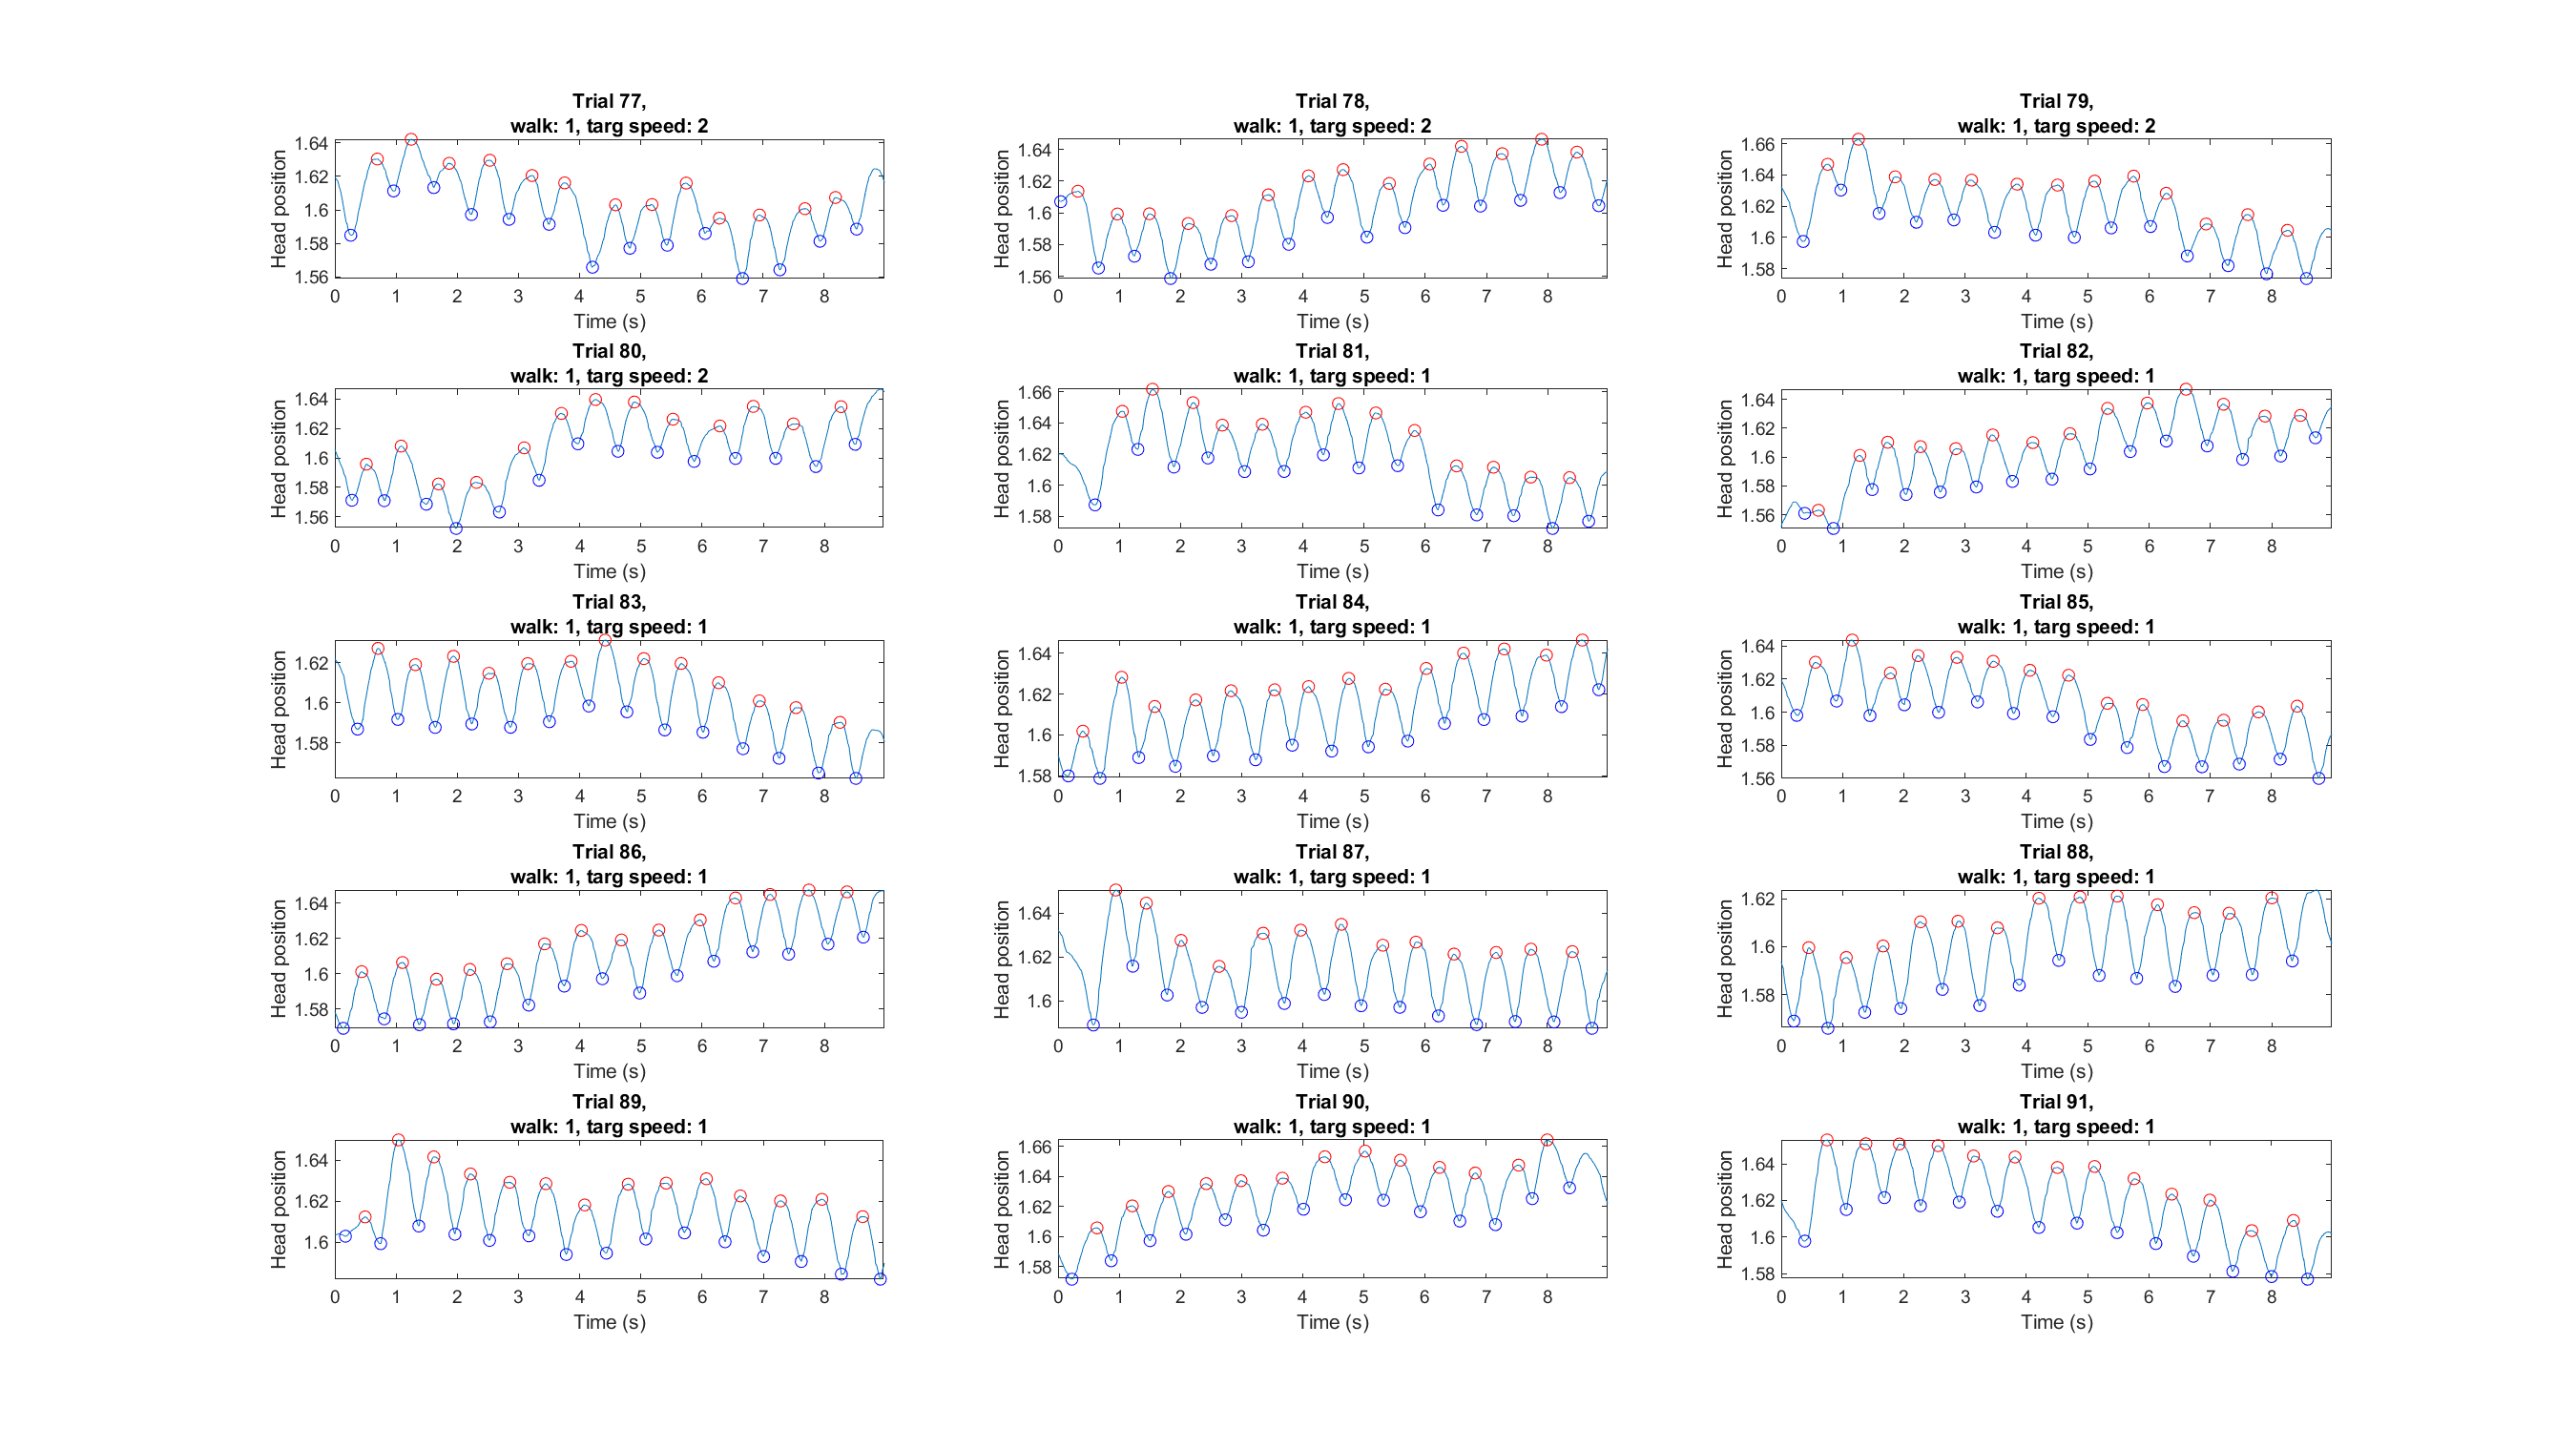 Trial 77,
walk: 1, targ speed: 2
Head position
1.64
1.62
1.6
1.58
1.56
0 1 2 3 4 5 6 7 8
Time (s)
Trial 78,
walk: 1, targ speed: 2
Head position
1.64
1.62
1.6
1.58
1.56
0 1 2 3 4 5 6 7 8
Time (s)
Trial 79,
walk: 1, targ speed: 2
Head position
1.66
1.64
1.62
1.6
1.58
0 1 2 3 4 5 6 7 8
Time (s)
Trial 80,
walk: 1, targ speed: 2
Head position
1.64
1.62
1.6
1.58
1.56
0 1 2 3 4 5 6 7 8
Time (s)
Trial 81,
walk: 1, targ speed: 1
Head position
1.66
1.64
1.62
1.6
1.58
0 1 2 3 4 5 6 7 8
Time (s)
Trial 82,
walk: 1, targ speed: 1
Head position
1.64
1.62
1.6
1.58
1.56
0 1 2 3 4 5 6 7 8
Time (s)
Trial 83,
walk: 1, targ speed: 1
Head position
1.62
1.6
1.58
0 1 2 3 4 5 6 7 8
Time (s)
Trial 84,
walk: 1, targ speed: 1
Head position
1.64
1.62
1.6
1.58
0 1 2 3 4 5 6 7 8
Time (s)
Trial 85,
walk: 1, targ speed: 1
Head position
1.64
1.62
1.6
1.58
1.56
0 1 2 3 4 5 6 7 8
Time (s)
Trial 86,
walk: 1, targ speed: 1
Head position
1.64
1.62
1.6
1.58
0 1 2 3 4 5 6 7 8
Time (s)
Trial 87,
walk: 1, targ speed: 1
Head position
1.64
1.62
1.6
0 1 2 3 4 5 6 7 8
Time (s)
Trial 88,
walk: 1, targ speed: 1
Head position
1.62
1.6
1.58
0 1 2 3 4 5 6 7 8
Time (s)
Trial 89,
walk: 1, targ speed: 1
Head position
1.64
1.62
1.6
0 1 2 3 4 5 6 7 8
Time (s)
Trial 90,
walk: 1, targ speed: 1
Head position
1.66
1.64
1.62
1.6
1.58
0 1 2 3 4 5 6 7 8
Time (s)
Trial 91,
walk: 1, targ speed: 1
Head position
1.64
1.62
1.6
1.58
0 1 2 3 4 5 6 7 8
Time (s)